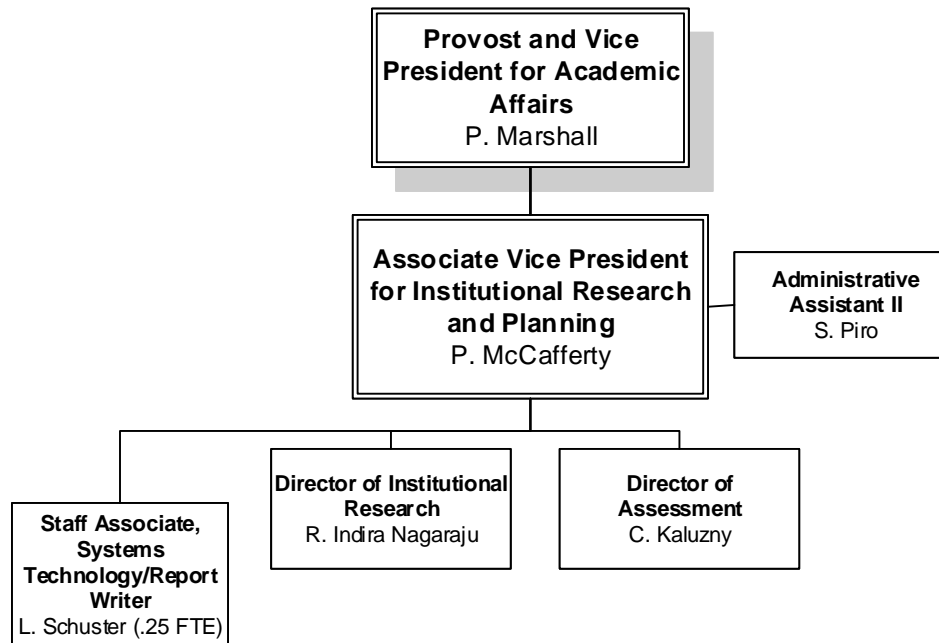 Provost and Vice
President for Academic
Affairs
P. Marshall
Associate Vice President
for Institutional Research
and Planning
P. McCafferty
Administrative
Assistant II
S. Piro
Staff Associate,
Systems
Technology/Report
Writer
L. Schuster (.25 FTE)
Director of Institutional
Research
R. Indira Nagaraju
Director of
Assessment
C. Kaluzny